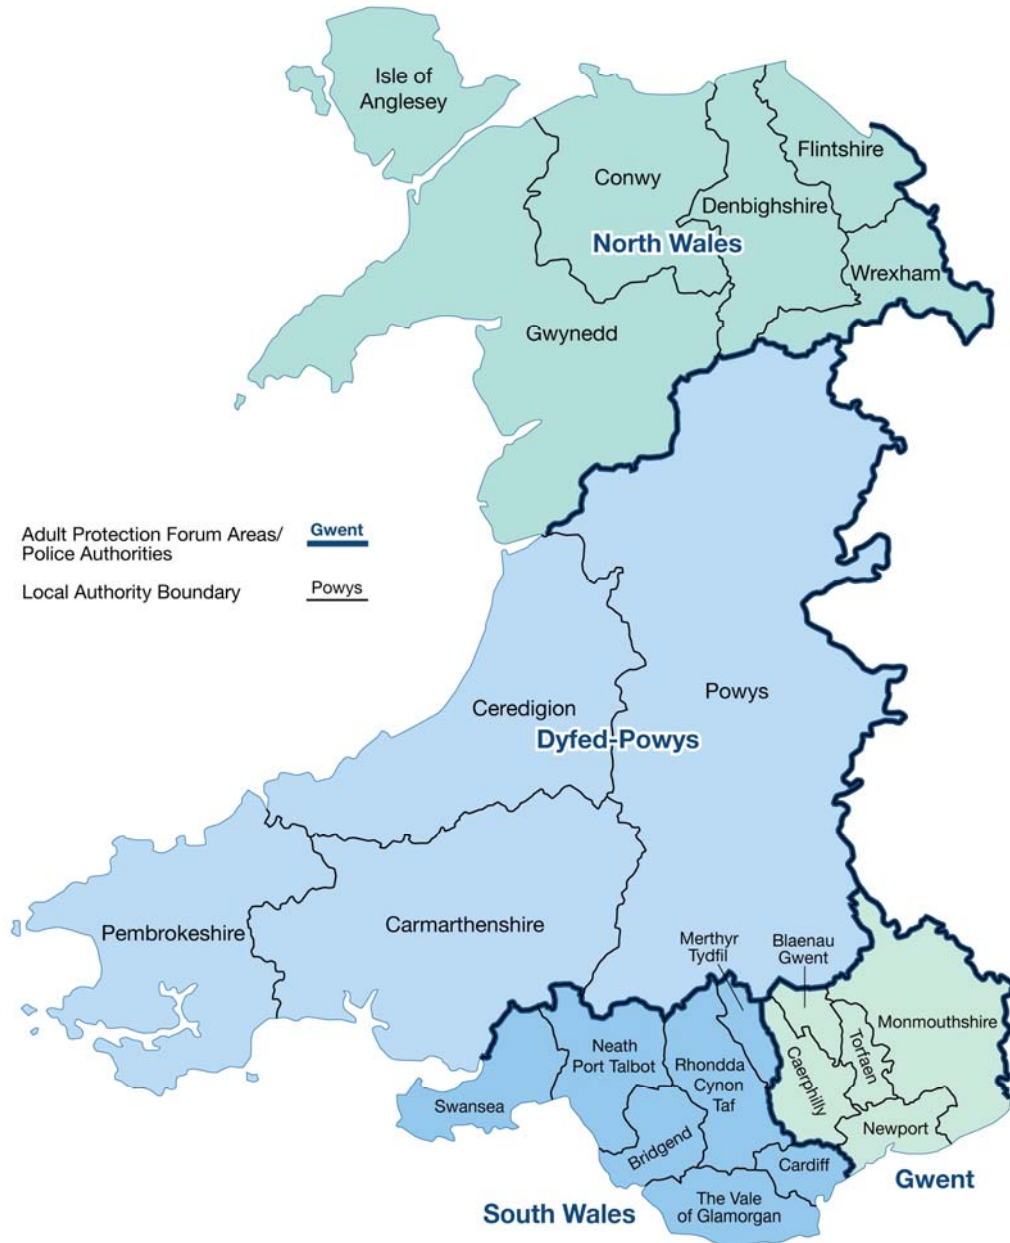 Isle of
Anglesey
Flintshire
Conwy
Denbighshire
North Wales
Wrexham
Gwynedd
Adult Protection Forum Areas/
Police Authorities
Gwent
Local Authority Boundary
Powys
Powys
Ceredigion
Dyfed-Powys
Pembrokeshire
Carmarthenshire
Merthyr
Tydfil
Blaenau
Gwent
Monmouthshire
Neath
Port Talbot
Rhondda
Cynon
Taf
Caerphilly
Torfaen
Swansea
Newport
Bridgend
Cardiff
Gwent
The Vale
of Glamorgan
South Wales